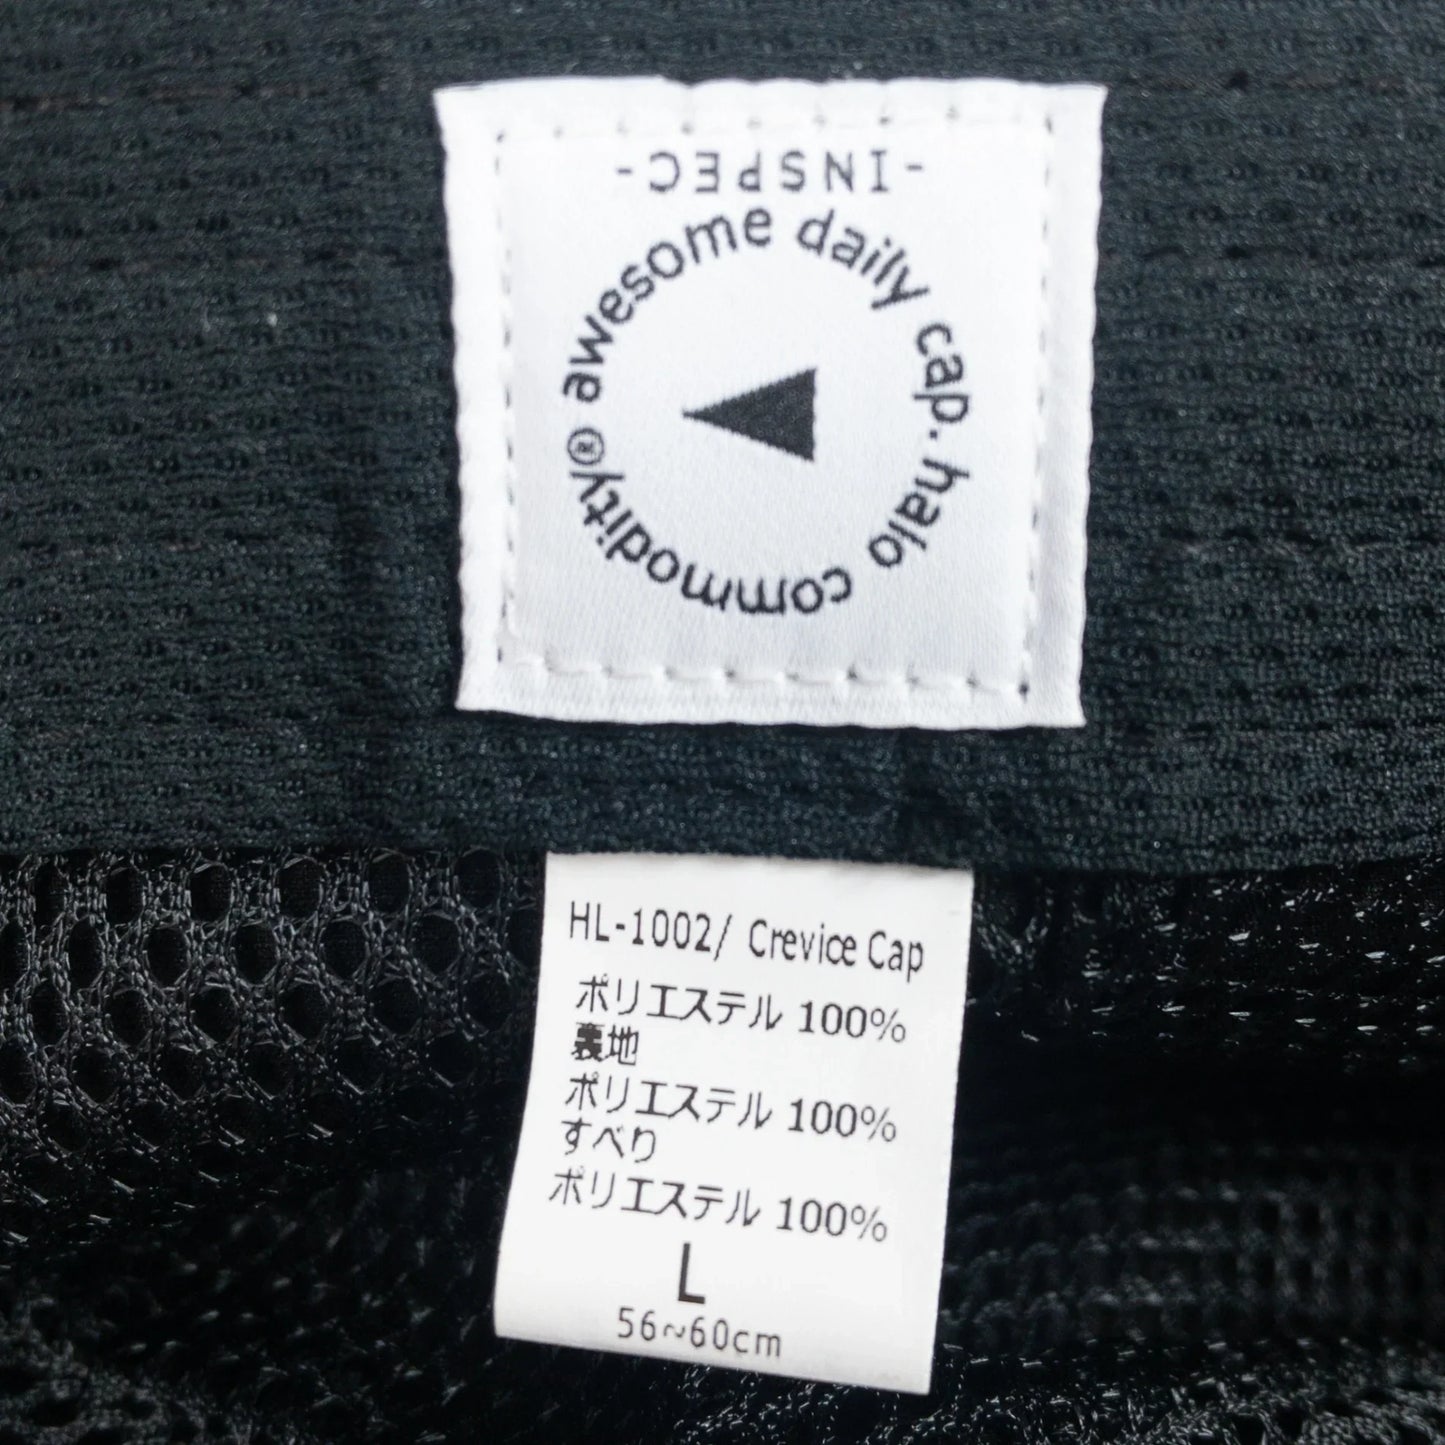 -INSPEC-
awesome daily cap. halo commodity®
HL-1002/ Crevice Cap
ポリエステル 100%
裏地
ポリエステル 100%
すべり
ポリエステル 100%
L
56~60cm